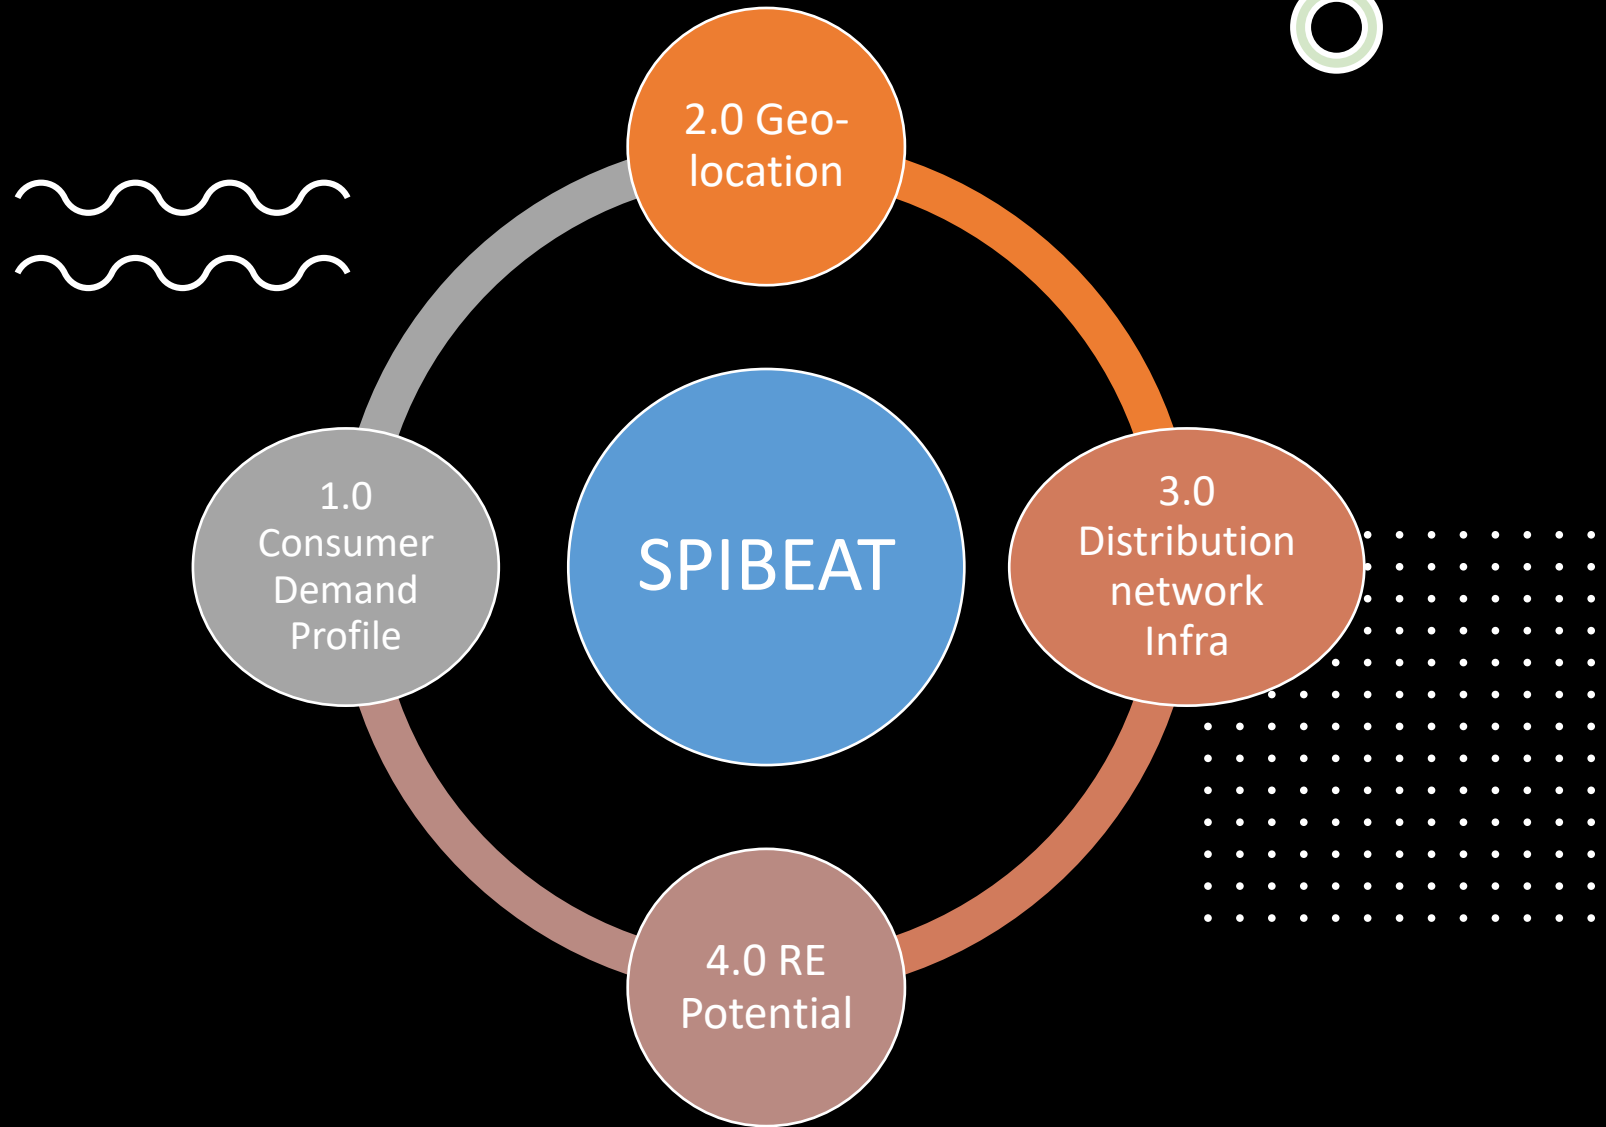 2.0 Geo-
location
1.0
Consumer
Demand
Profile
SPIBEAT
3.0
Distribution
network
Infra
4.0 RE
Potential